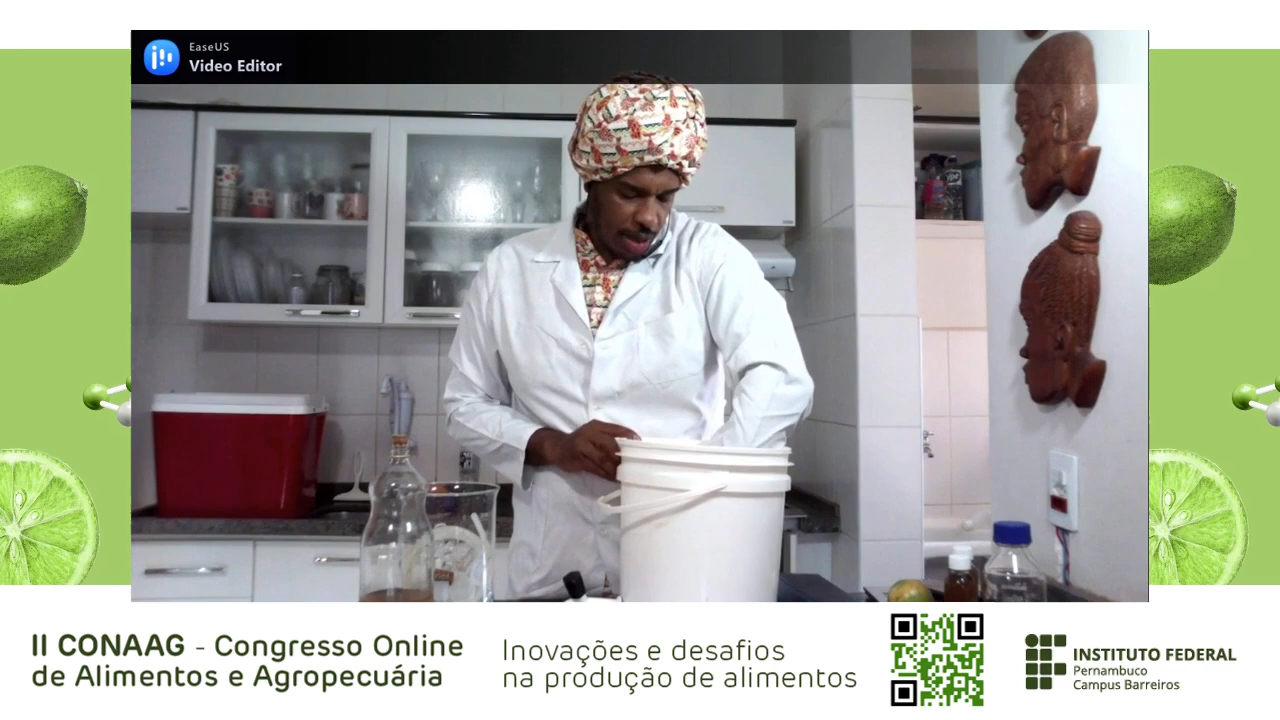 EaseUS
Video Editor
II CONAAG - Congresso Online
de Alimentos e Agropecuária
Inovações e desafios
na produção de alimentos
INSTITUTO FEDERAL
Pernambuco
Campus Barreiros